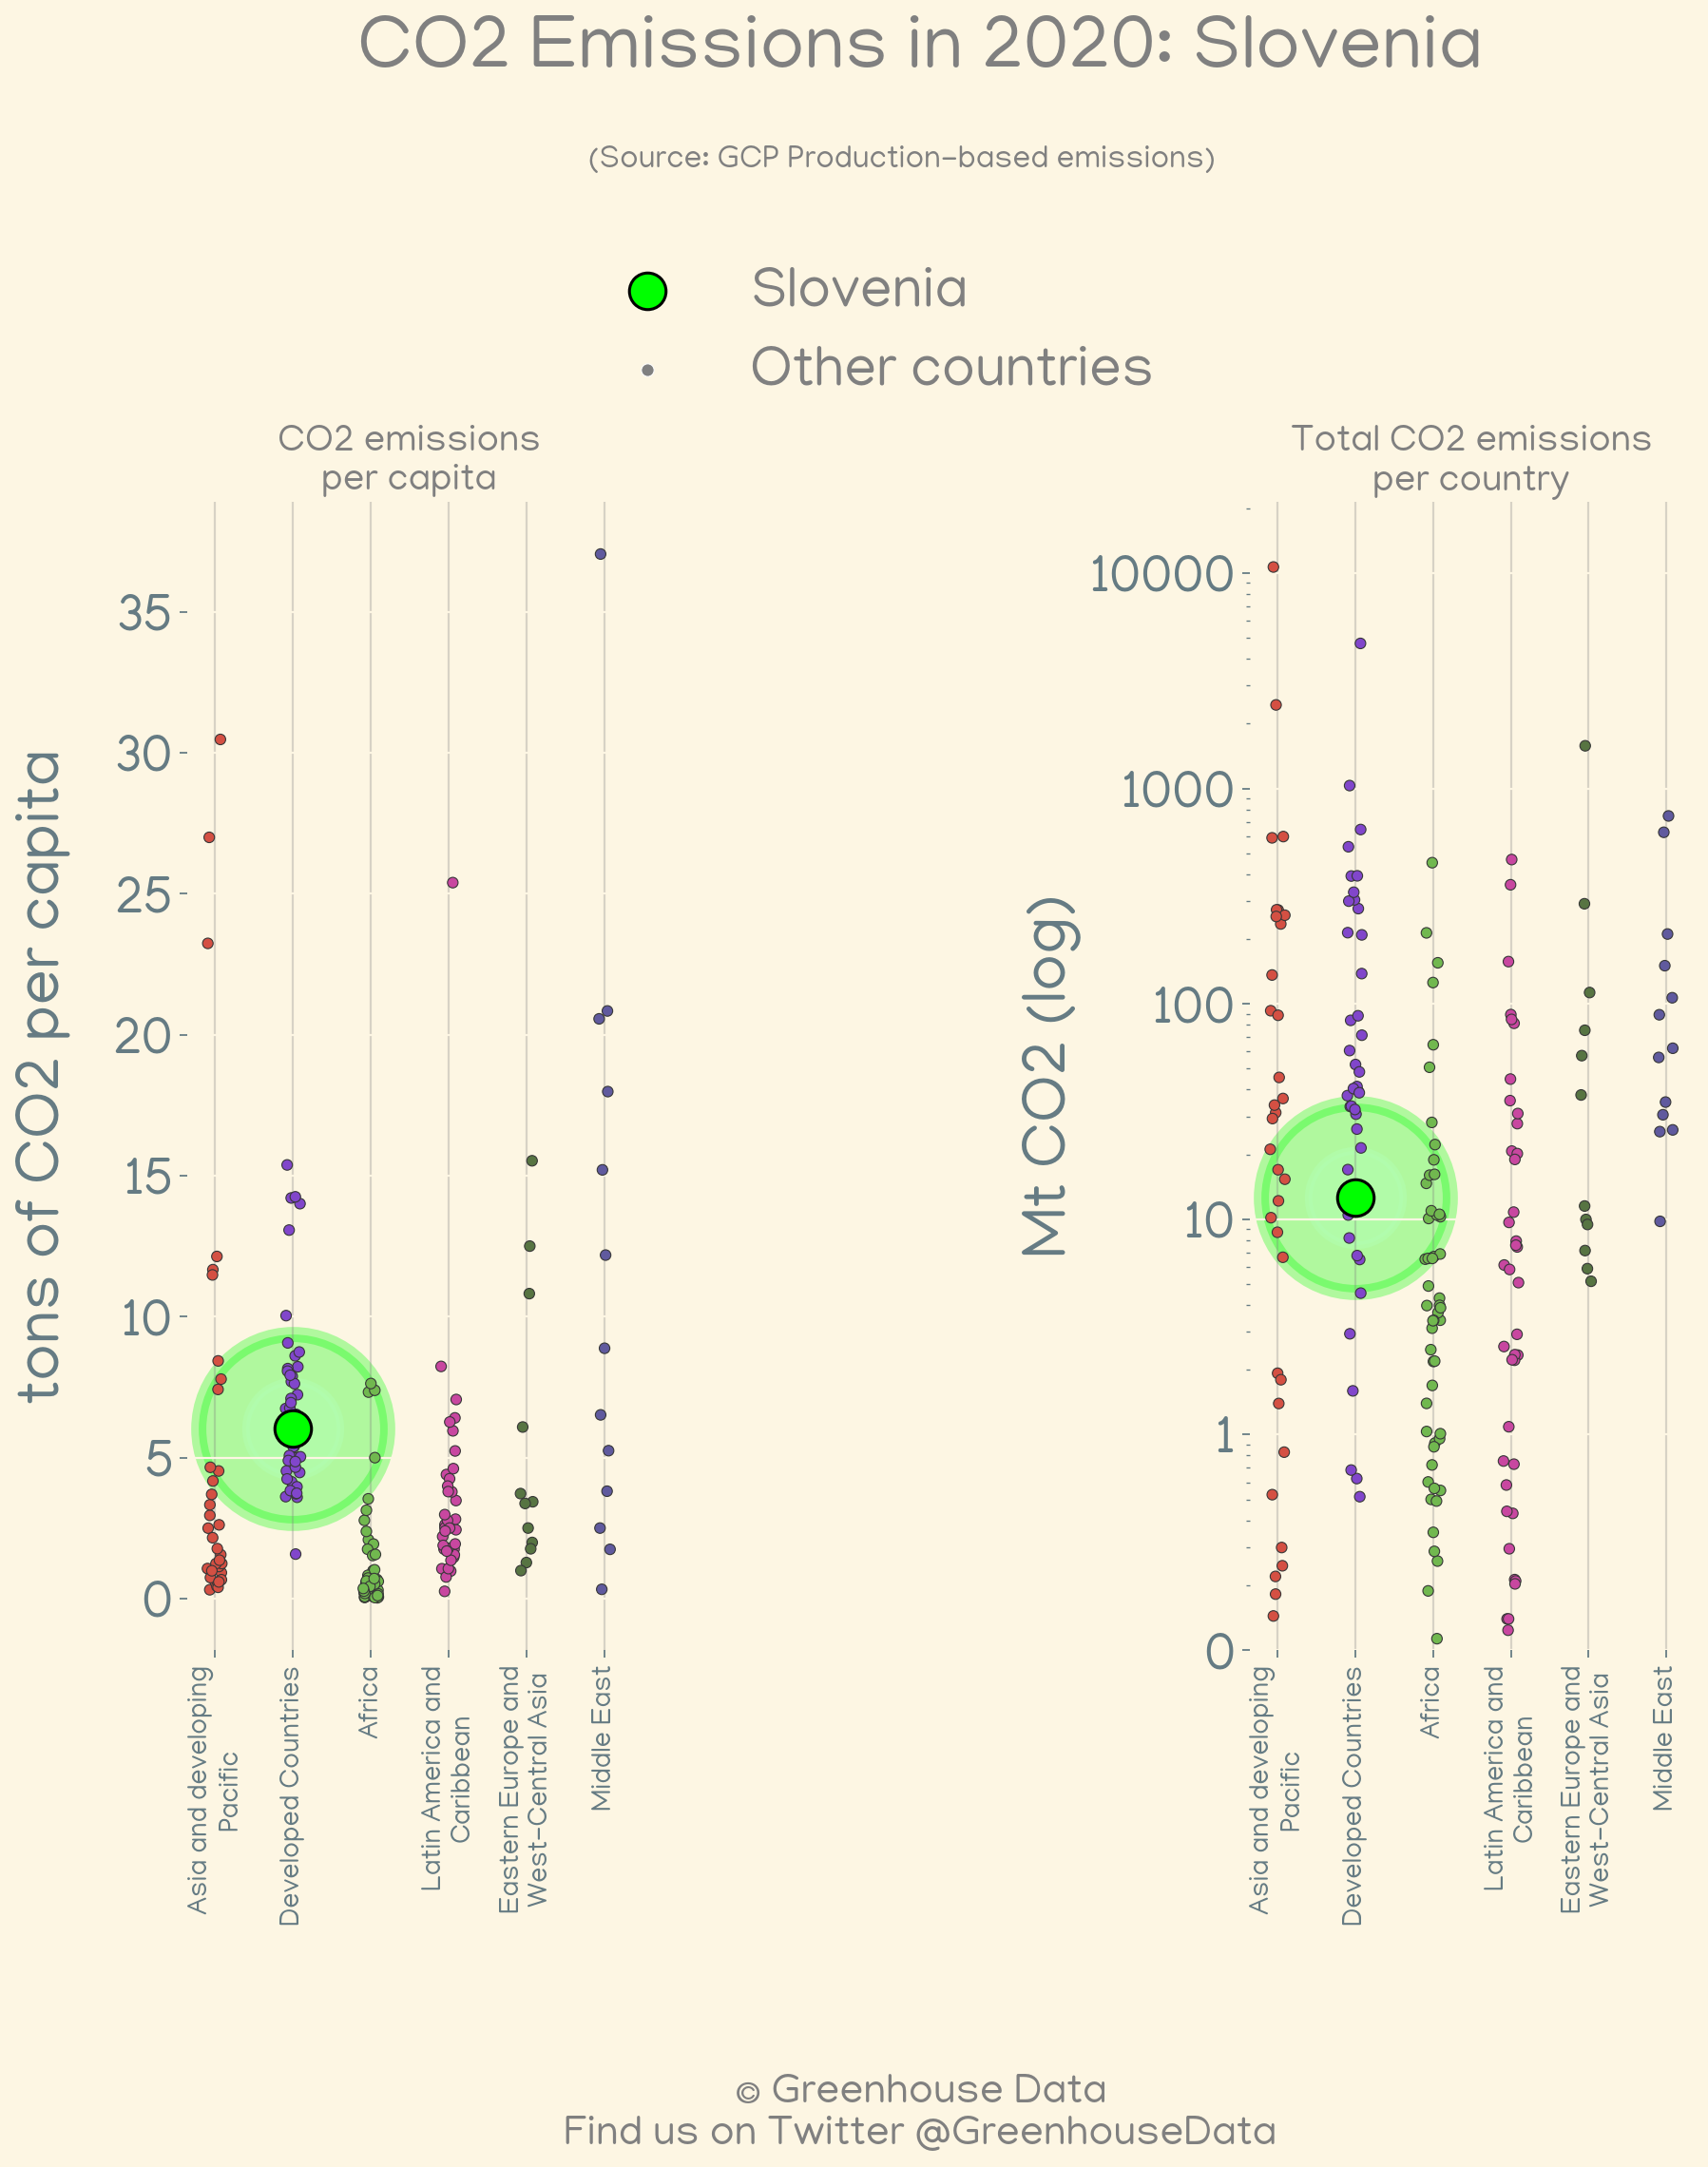 CO2 Emissions in 2020: Slovenia
(Source: GCP Production-based emissions)
Slovenia
Other countries
CO2 emissions
per capita
tons of CO2 per capita
35
30
25
20
15
10
5
0
Asia and developing
Pacific
Developed Countries
Africa
Latin America and
Caribbean
Eastern Europe and
West-Central Asia
Middle East
Total CO2 emissions
per country
Mt CO2 (log)
10000
1000
100
10
1
0
Asia and developing
Pacific
Developed Countries
Africa
Latin America and
Caribbean
Eastern Europe and
West-Central Asia
Middle East
© Greenhouse Data
Find us on Twitter @GreenhouseData